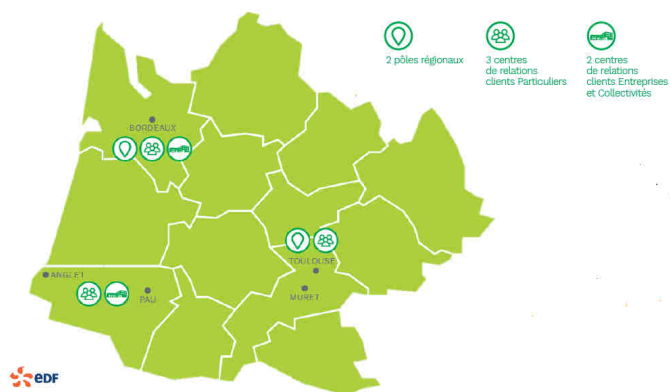 2 pôles régionaux
3 centres
de relations
clients Particuliers
2 centres
de relations
clients Entreprises
et Collectivités
BORDEAUX
TOULOUSE
ANGLET
PAU
MURET
eDF